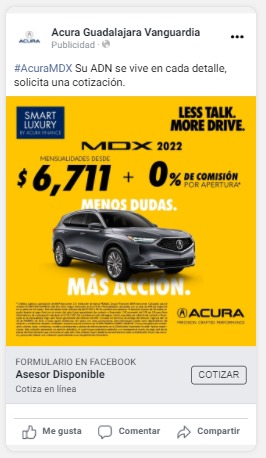 Acura Guadalajara Vanguardia
ACURA
Publicidad ·
#AcuraMDX Su ADN se vive en cada detalle,
solicita una cotización.
SMART
LUXURY
BY ACURA FINANCE
LESS TALK.
MORE DRIVE.
MDX 2022
MENSUALIDADES DESDE
$6,711 + 0% DE COMISIÓN
POR APERTURA*
MENOS DUDAS.
MÁS ACCIÓN.
ACURA
PRECISION CRAFTED PERFORMANCE
FORMULARIO EN FACEBOOK
Asesor Disponible
Cotiza en línea
COTIZAR
Me gusta
Comentar
Compartir